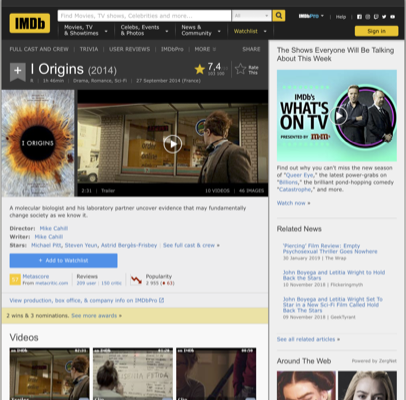 IMDb
Find Movies, TV shows, Celebrities and more...
All
IMDbPro
Help
Movies, TV & Showtimes
Celebs, Events & Photos
News & Community
Watchlist
Sign in
FULL CAST AND CREW | TRIVIA | USER REVIEWS | IMDbPro | MORE
SHARE
I Origins (2014)
7,4
Rate This
1h 46min | Drama, Romance, Sci-Fi | 27 September 2014 (France)
I ORIGINS
2:31 | Trailer
10 VIDEOS | 46 IMAGES
A molecular biologist and his laboratory partner uncover evidence that may fundamentally
change society as we know it.
Director: Mike Cahill
Writer: Mike Cahill
Stars: Michael Pitt, Steven Yeun, Astrid Bergès-Frisbey | See full cast & crew »
+ Add to Watchlist
Metascore
From metacritic.com
Reviews
209 user | 150 critic
Popularity
View production, box office, & company info on IMDbPro
2 wins & 3 nominations. See more awards »
Videos
The Shows Everyone Will Be Talking
About This Week
IMDb's
WHAT'S
ON TV
PRESENTED BY
Find out why you can't miss the new season
of "Queer Eye," the latest power-grabs on
"Billions," the brilliant pond-hopping comedy
"Catastrophe," and more.
Watch now »
Related News
'Piercing' Film Review: Empty
Psychosexual Thriller Goes Nowhere
30 January 2019 | The Wrap
John Boyega and Letitia Wright to Hold
Back the Stars
10 November 2018 | Flickeringmyth
John Boyega and Letitia Wright Set To
Star in a New Sci-Fi Film Called Hold
Back The Stars
09 November 2018 | GeekTyrant
See all related articles »
Around The Web
Powered by ZergNet